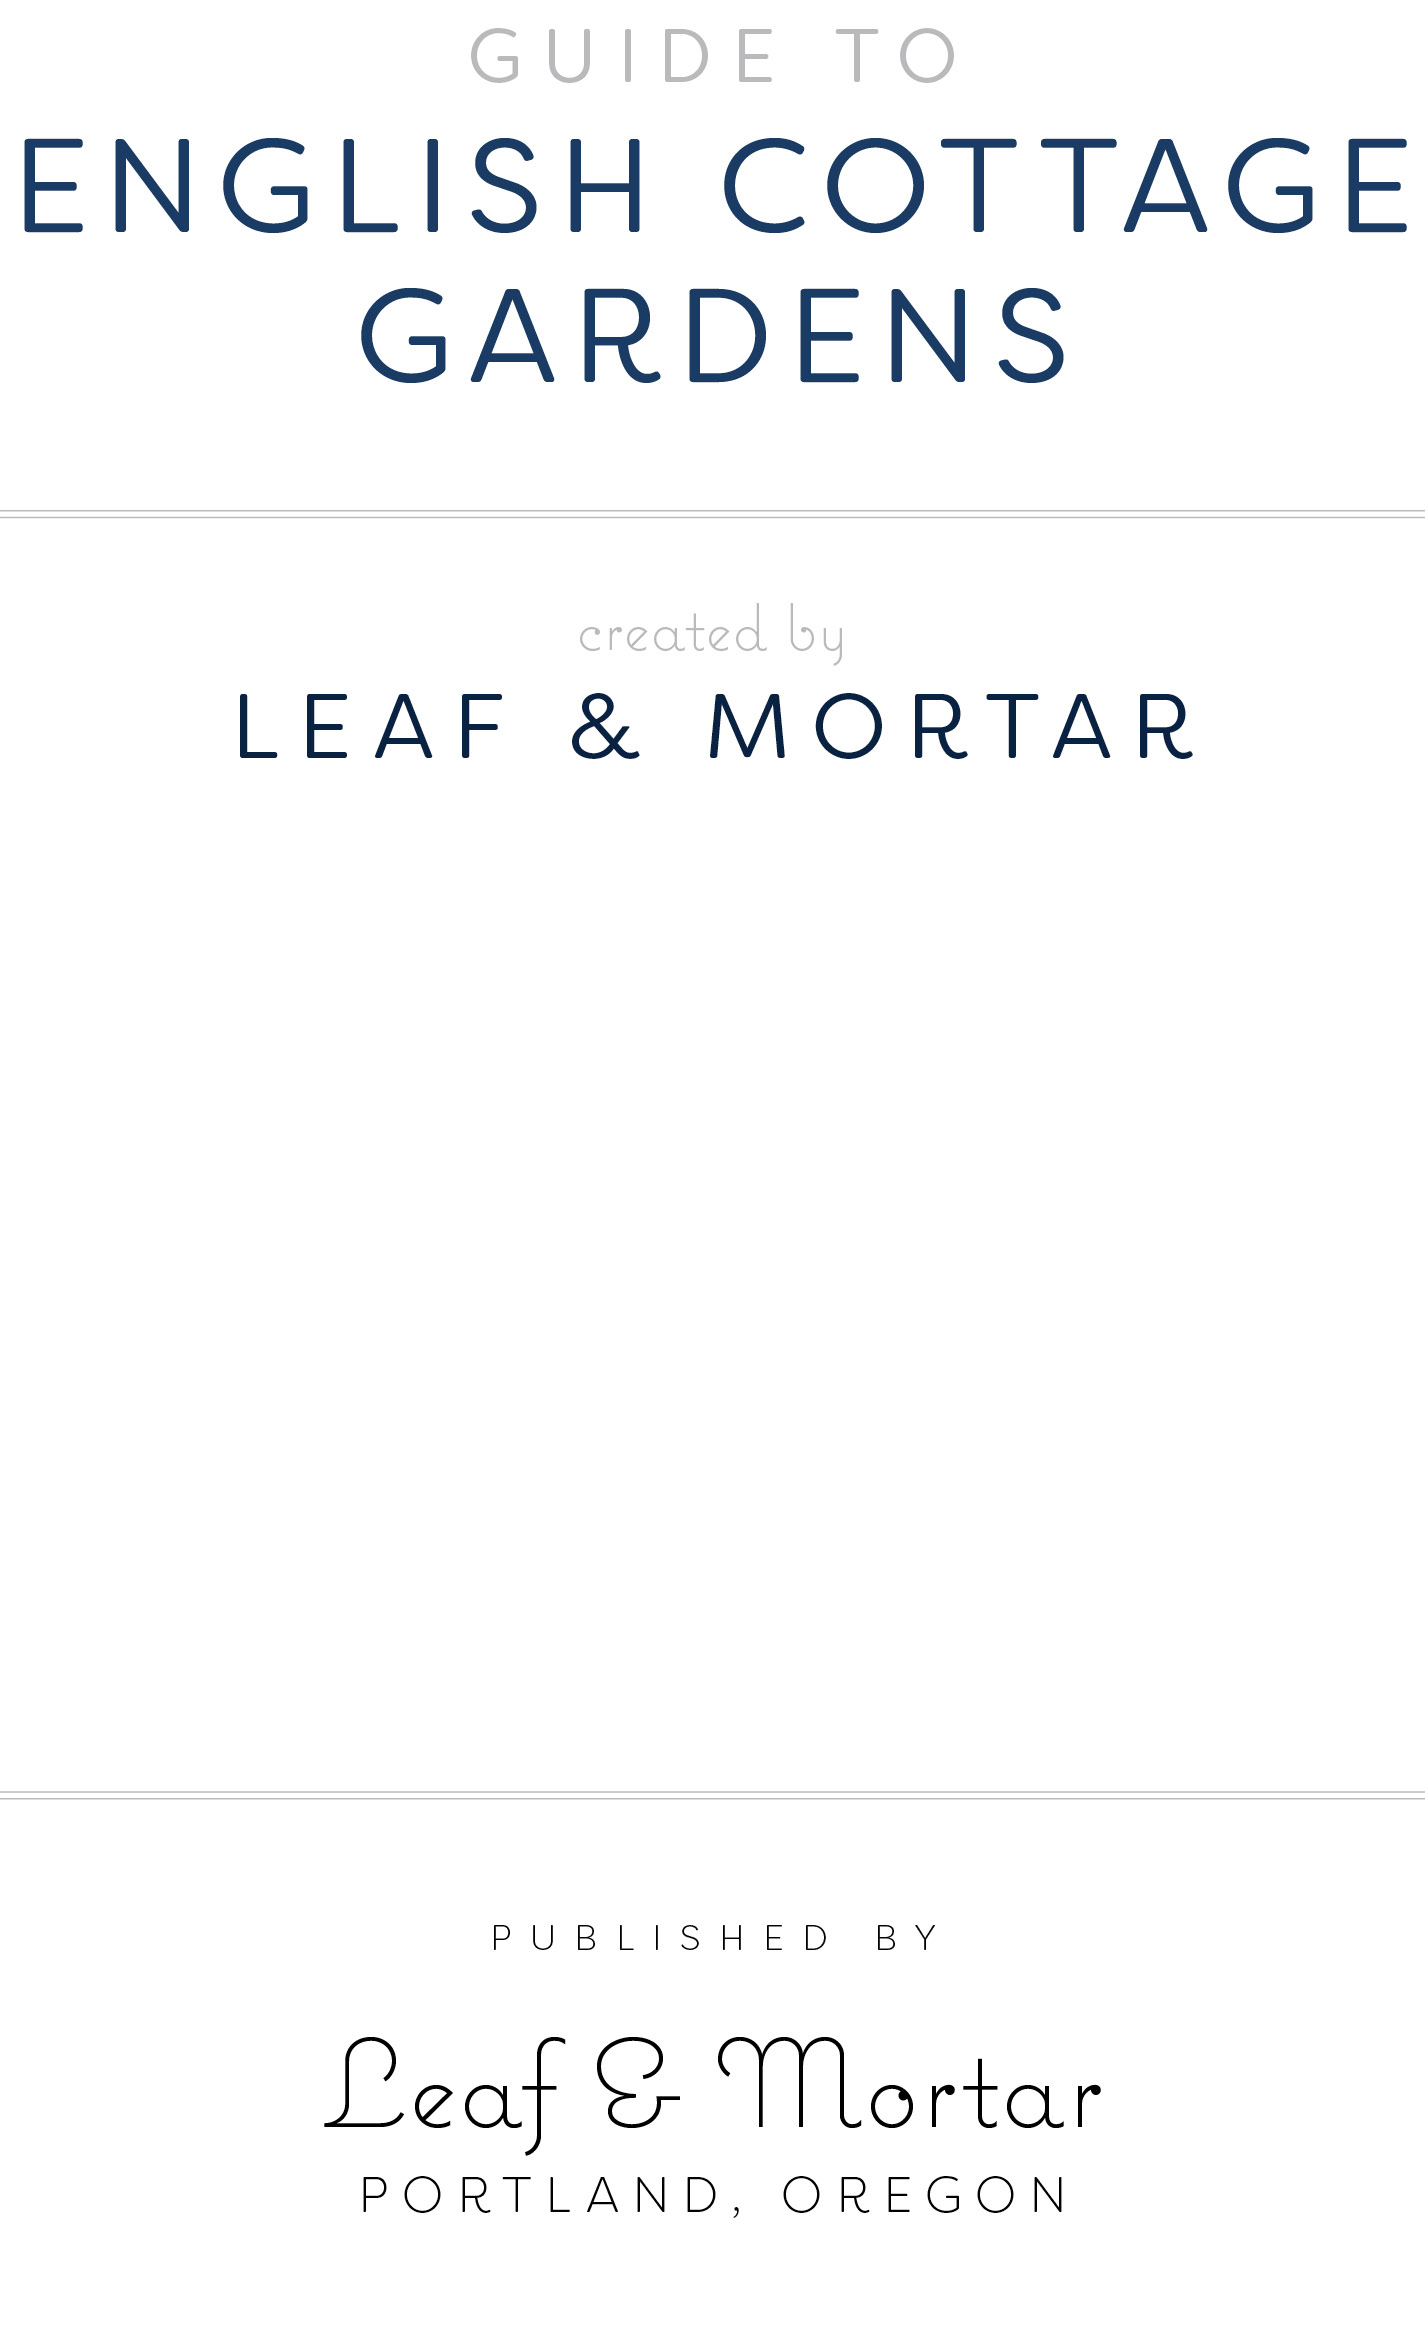 GUIDE TO
ENGLISH COTTAGE
GARDENS
created by
LEAF & MORTAR
PUBLISHED BY
Leaf & Mortar
PORTLAND, OREGON